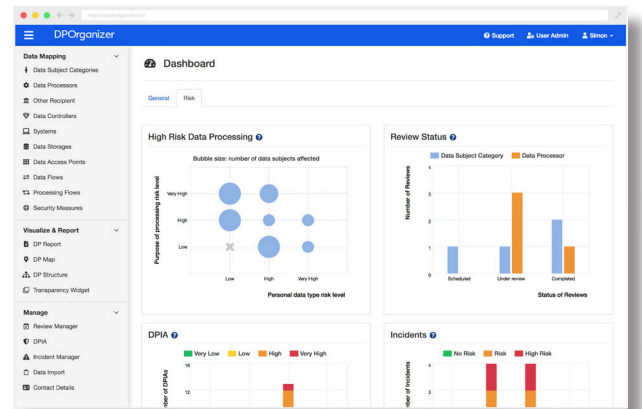 DPOrganizer
Support
User Admin
Simon
Data Mapping
Data Subject Categories
Data Processors
Other Recipient
Data Controllers
Systems
Data Storages
Data Access Points
Data Flows
Processing Flows
Security Measures
Visualize & Report
DP Report
DP Map
DP Structure
Transparency Widget
Manage
Review Manager
DPIA
Incident Manager
Data Import
Contact Details
Dashboard
General
Risk
High Risk Data Processing
Bubble size: number of data subjects affected
Purpose of processing risk level
Very High
High
Low
Low
High
Very High
Personal data type risk level
Review Status
Data Subject Category
Data Processor
Number of Reviews
4
3
2
1
0
Scheduled
Under review
Completed
Status of Reviews
DPIA
Very Low
Low
High
Very High
ber of DPIAs
16
12
Incidents
No Risk
Risk
High Risk
ber of Incidents
4
3